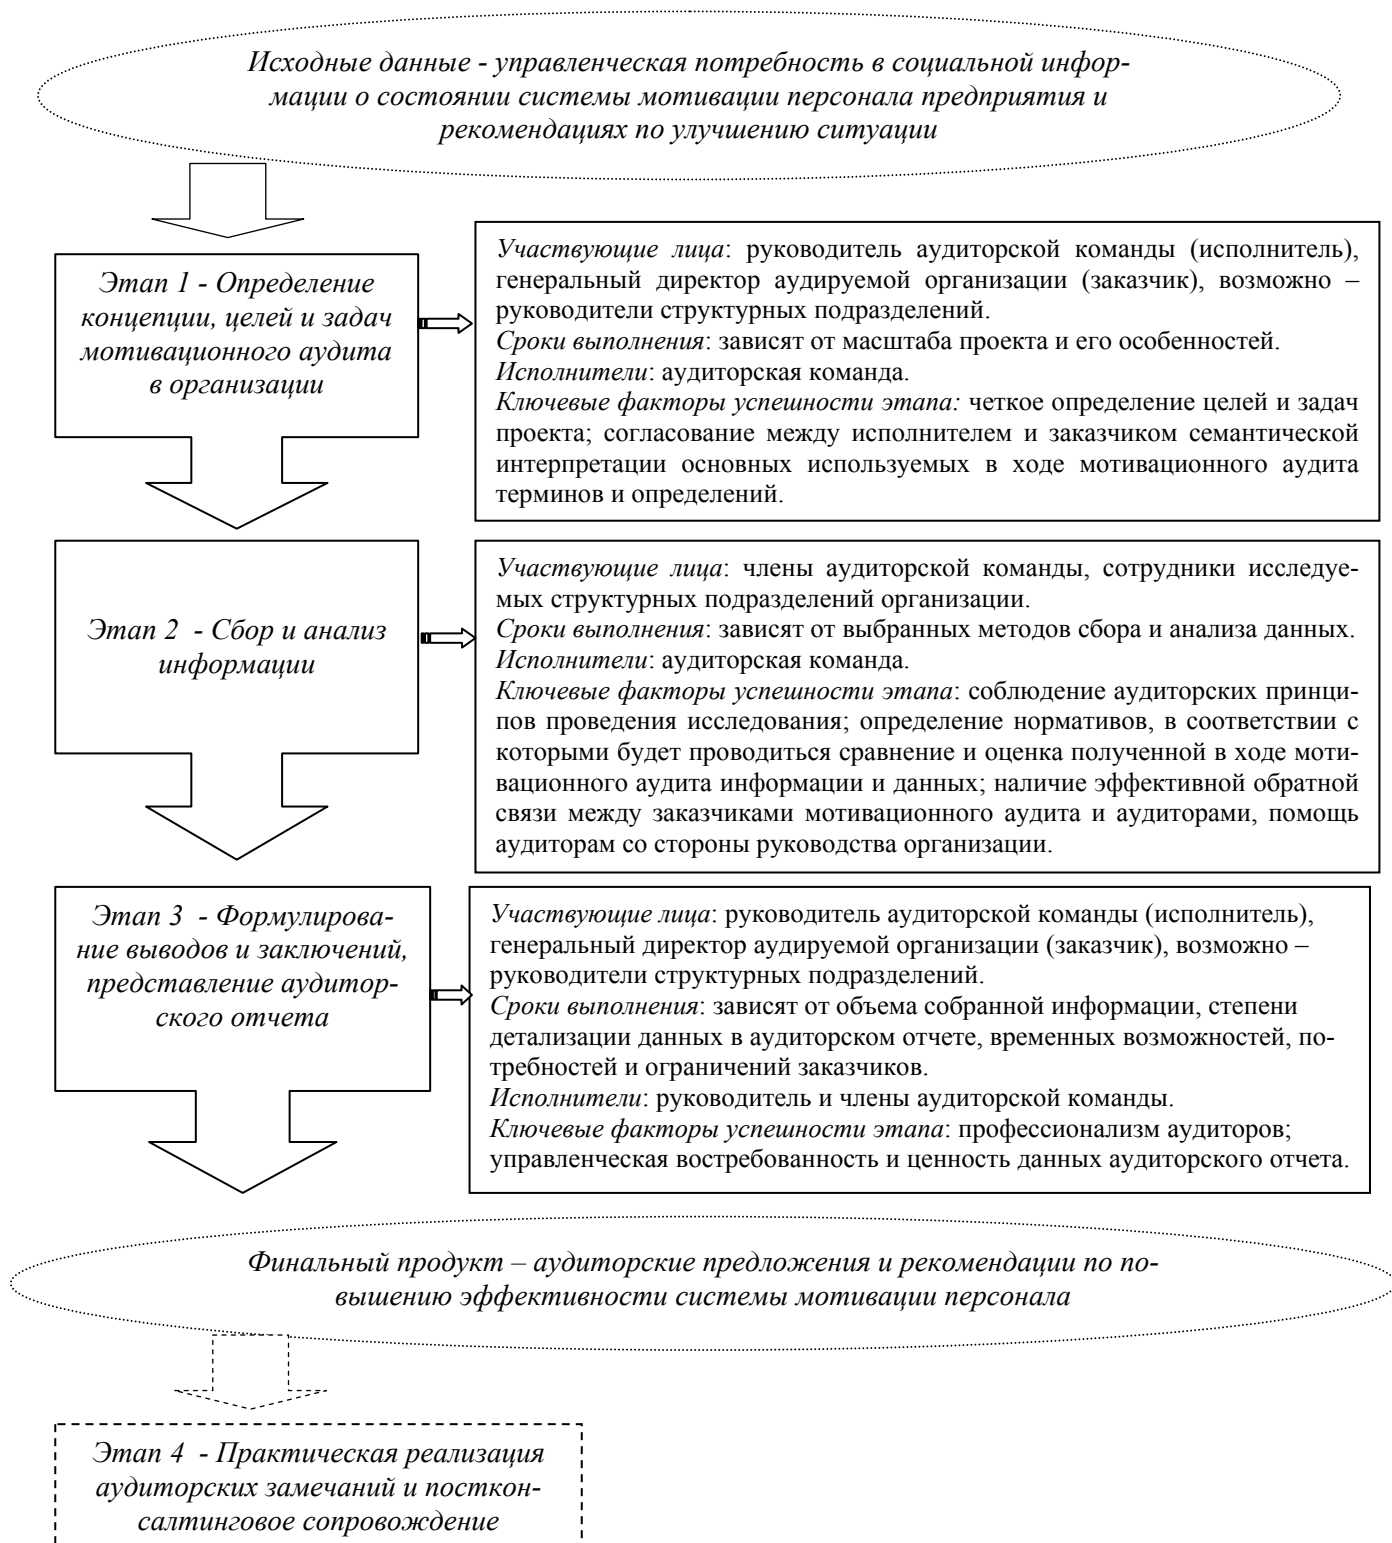 Исходные данные - управленческая потребность в социальной инфор-
мации о состоянии системы мотивации персонала предприятия и
рекомендациях по улучшению ситуации
Этап 1 - Определение
концепции, целей и задач
мотивационного аудита
в организации
Участвующие лица: руководитель аудиторской команды (исполнитель),
генеральный директор аудируемой организации (заказчик), возможно –
руководители структурных подразделений.
Сроки выполнения: зависят от масштаба проекта и его особенностей.
Исполнители: аудиторская команда.
Ключевые факторы успешности этапа: четкое определение целей и задач
проекта; согласование между исполнителем и заказчиком семантической
интерпретации основных используемых в ходе мотивационного аудита
терминов и определений.
Этап 2 - Сбор и анализ
информации
Участвующие лица: члены аудиторской команды, сотрудники исследуе-
мых структурных подразделений организации.
Сроки выполнения: зависят от выбранных методов сбора и анализа данных.
Исполнители: аудиторская команда.
Ключевые факторы успешности этапа: соблюдение аудиторских принци-
пов проведения исследования; определение нормативов, в соответствии с
которыми будет проводиться сравнение и оценка полученной в ходе моти-
вационного аудита информации и данных; наличие эффективной обратной
связи между заказчиками мотивационного аудита и аудиторами, помощь
аудиторам со стороны руководства организации.
Этап 3 - Формулирова-
ние выводов и заключений,
представление аудитор-
ского отчета
Участвующие лица: руководитель аудиторской команды (исполнитель),
генеральный директор аудируемой организации (заказчик), возможно –
руководители структурных подразделений.
Сроки выполнения: зависят от объема собранной информации, степени
детализации данных в аудиторском отчете, временных возможностей, по-
требностей и ограничений заказчиков.
Исполнители: руководитель и члены аудиторской команды.
Ключевые факторы успешности этапа: профессионализм аудиторов;
управленческая востребованность и ценность данных аудиторского отчета.
Финальный продукт – аудиторские предложения и рекомендации по по-
вышению эффективности системы мотивации персонала
Этап 4 - Практическая реализация
аудиторских замечаний и посткон-
салтинговое сопровождение